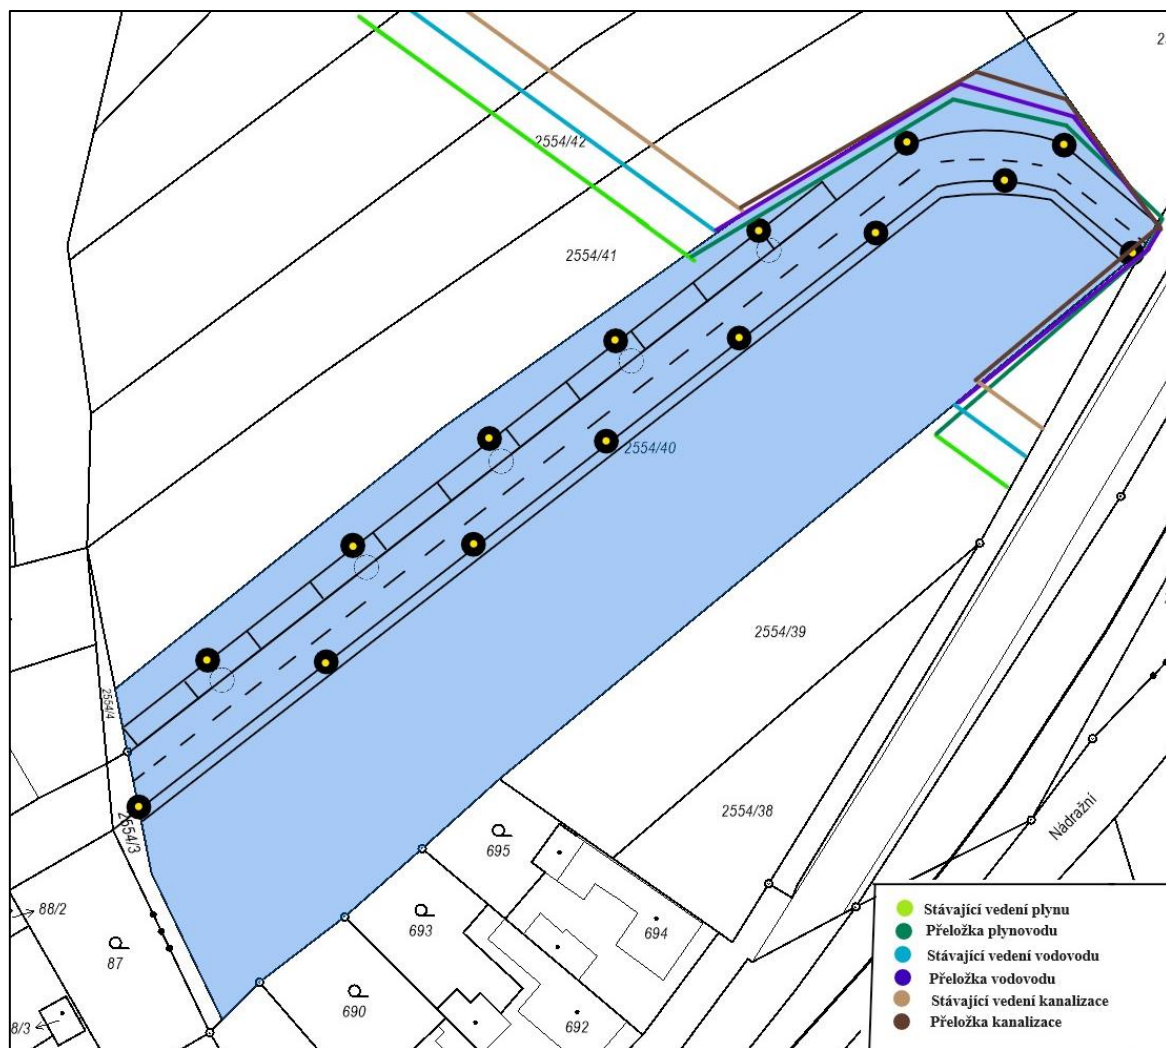 2554/42
2554/41
2554/40
2554/39
2554/4
2554/3
2554/38
Nádražní
695
694
693
692
690
88/2
87
8/3
Stávající vedení plynu
Přeložka plynovodu
Stávající vedení vodovodu
Přeložka vodovodu
Stávající vedení kanalizace
Přeložka kanalizace